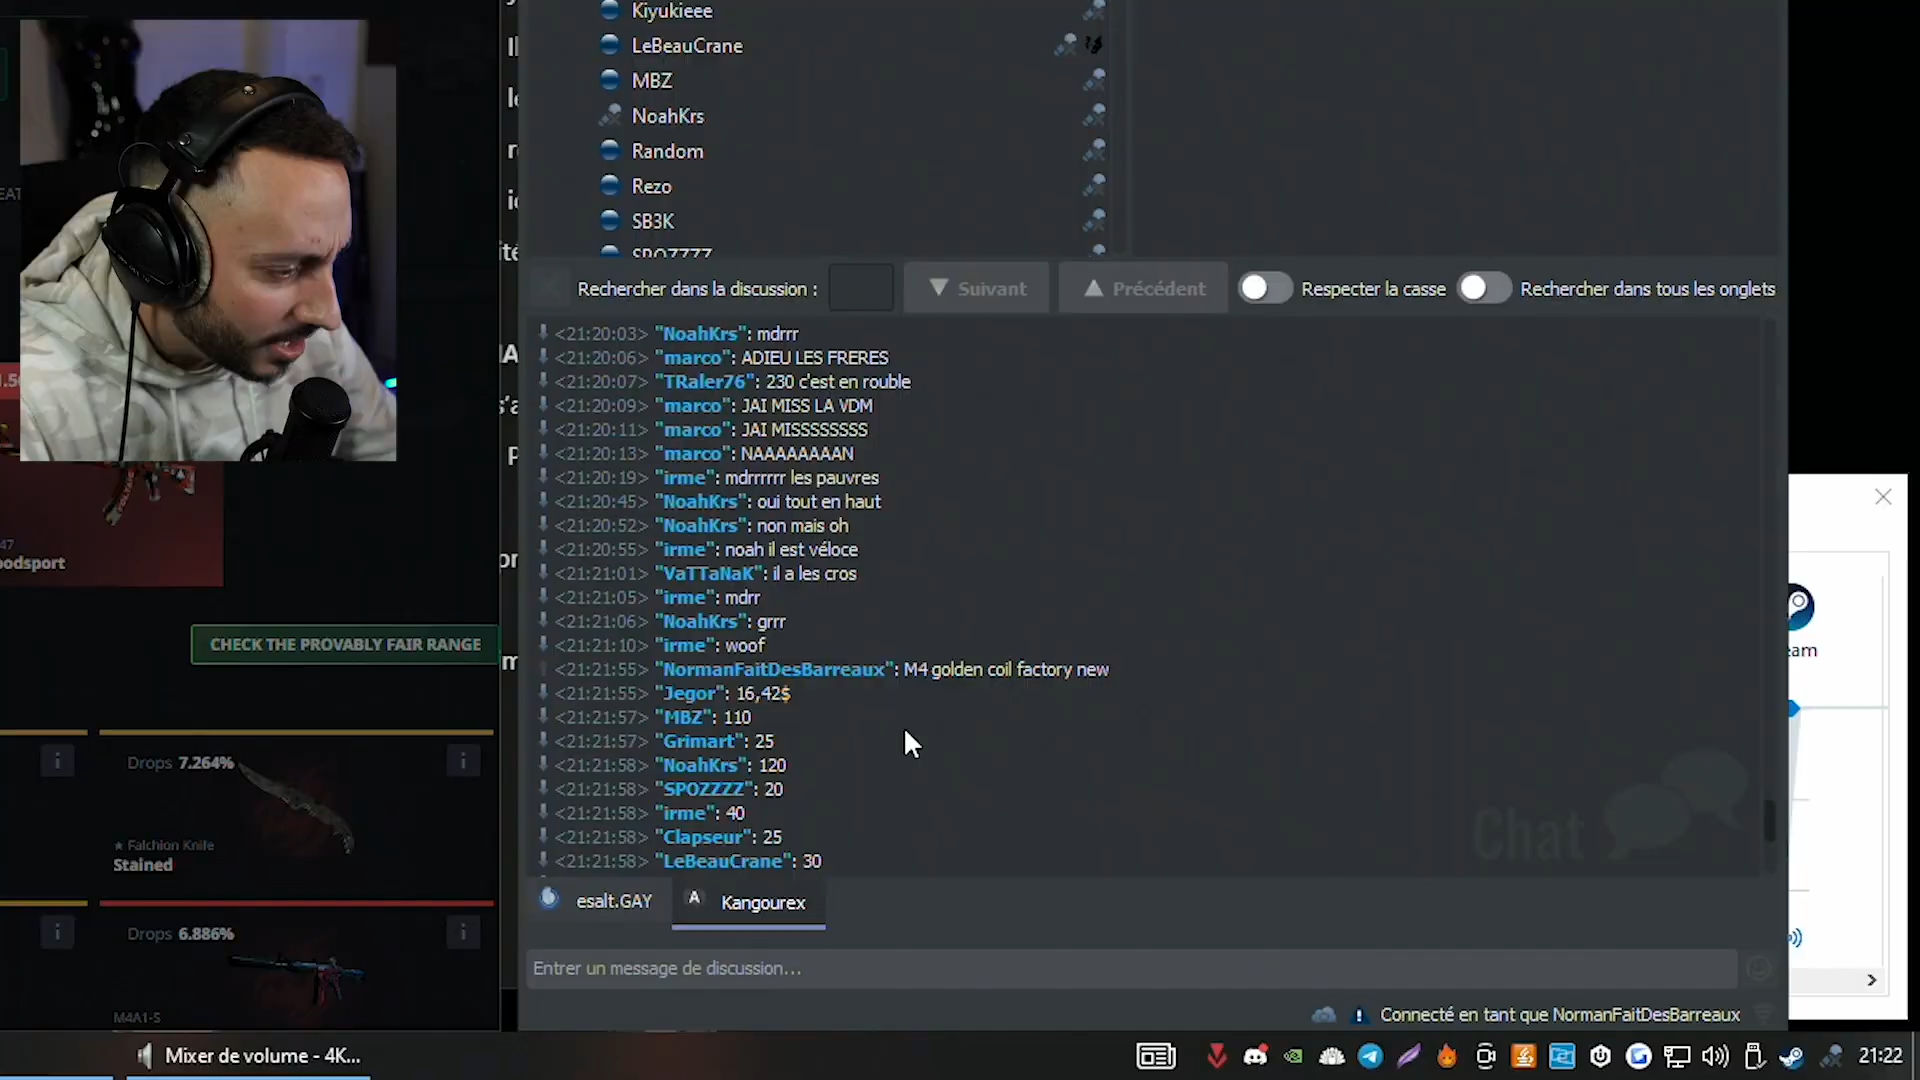 Kiyukieee
LeBeauCrane
MBZ
NoahKrs
Random
Rezo
SB3K
SPOZZZZ
Rechercher dans la discussion :
Suivant
Précédent
Respecter la casse
Rechercher dans tous les onglets
<21:20:03> "NoahKrs": mdrrr
<21:20:06> "marco": ADIEU LES FRERES
<21:20:07> "TRaler76": 230 c'est en rouble
<21:20:09> "marco": JAI MISS LA VDM
<21:20:11> "marco": JAI MISSSSSSSS
<21:20:13> "marco": NAAAAAAAAN
<21:20:19> "irme": mdrrrrrr les pauvres
<21:20:45> "NoahKrs": oui tout en haut
<21:20:52> "NoahKrs": non mais oh
<21:20:55> "irme": noah il est véloce
<21:21:01> "VaTTaNaK": il a les cros
<21:21:05> "irme": mdrr
<21:21:06> "NoahKrs": grrr
<21:21:10> "irme": woof
<21:21:55> "NormanFaitDesBarreaux": M4 golden coil factory new
<21:21:55> "Jegor": 16,42$
<21:21:57> "MBZ": 110
<21:21:57> "Grimart": 25
<21:21:58> "NoahKrs": 120
<21:21:58> "SPOZZZZ": 20
<21:21:58> "irme": 40
<21:21:58> "Clapseur": 25
<21:21:58> "LeBeauCrane": 30
Chat
esalt.GAY
A Kangourex
Entrer un message de discussion...
Connecté en tant que NormanFaitDesBarreaux
47
oodsport
CHECK THE PROVABLY FAIR RANGE
Drops 7.264%
★ Falchion Knife
Stained
Drops 6.886%
M4A1-S
eam
Mixer de volume - 4K...
21:22